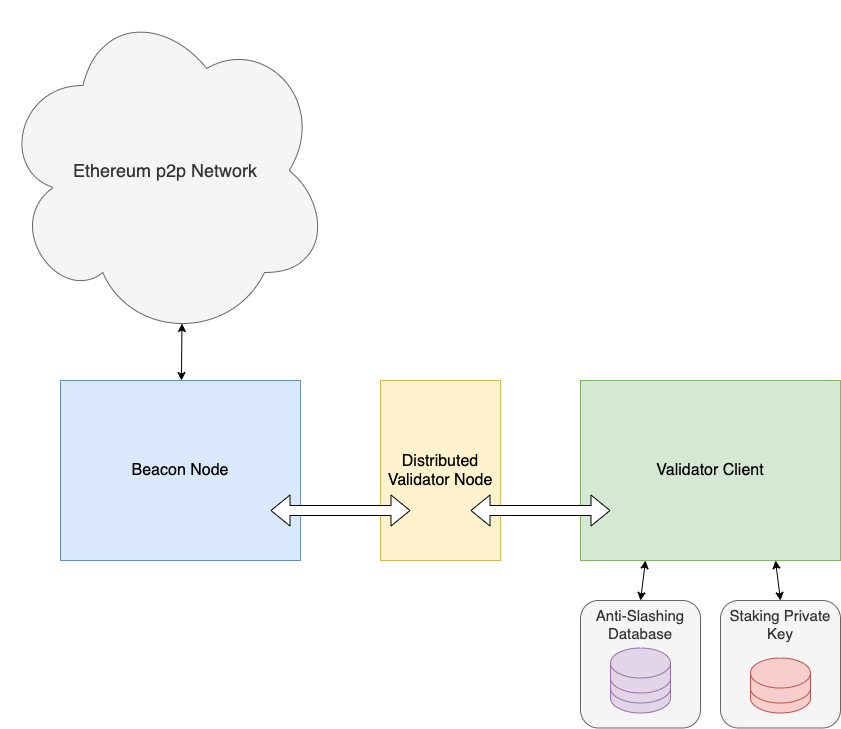 Ethereum p2p Network
Beacon Node
Distributed
Validator Node
Validator Client
Anti-Slashing
Database
Staking Private
Key